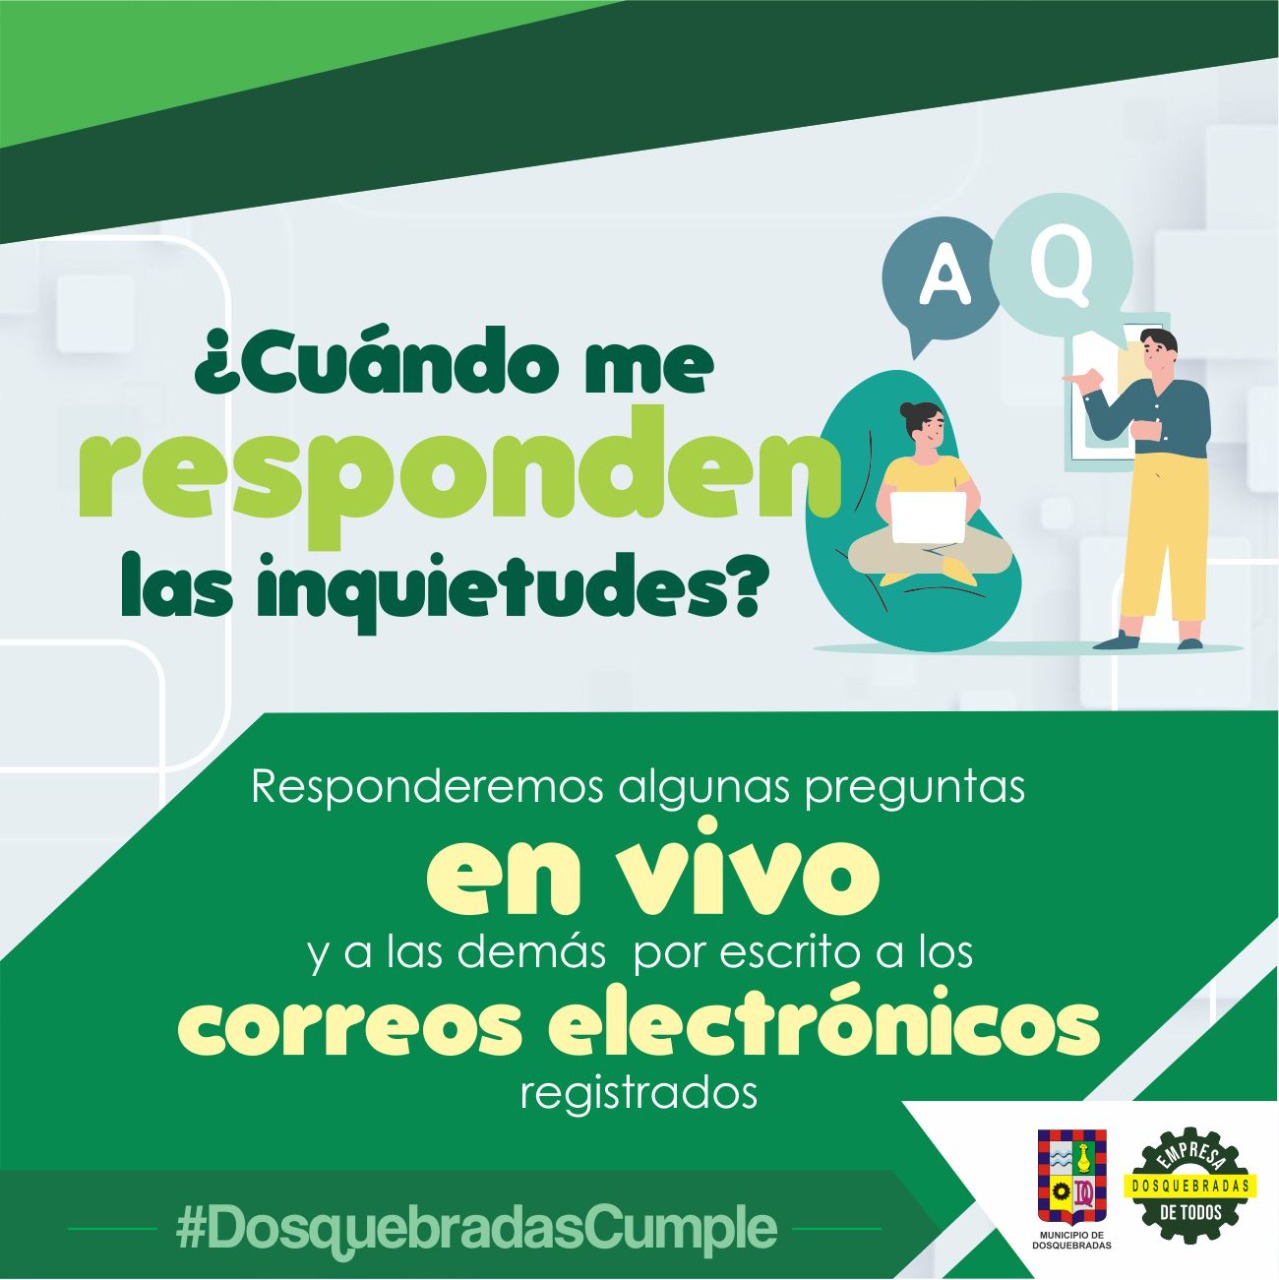 A Q
¿Cuándo me
responden
las inquietudes?
Responderemos algunas preguntas
en vivo
y a las demás por escrito a los
correos electrónicos
registrados
#DosquebradasCumple
DQ
MUNICIPIO DE
DOSQUEBRADAS
EMPRESA
DOSQUEBRADAS
DE TODOS